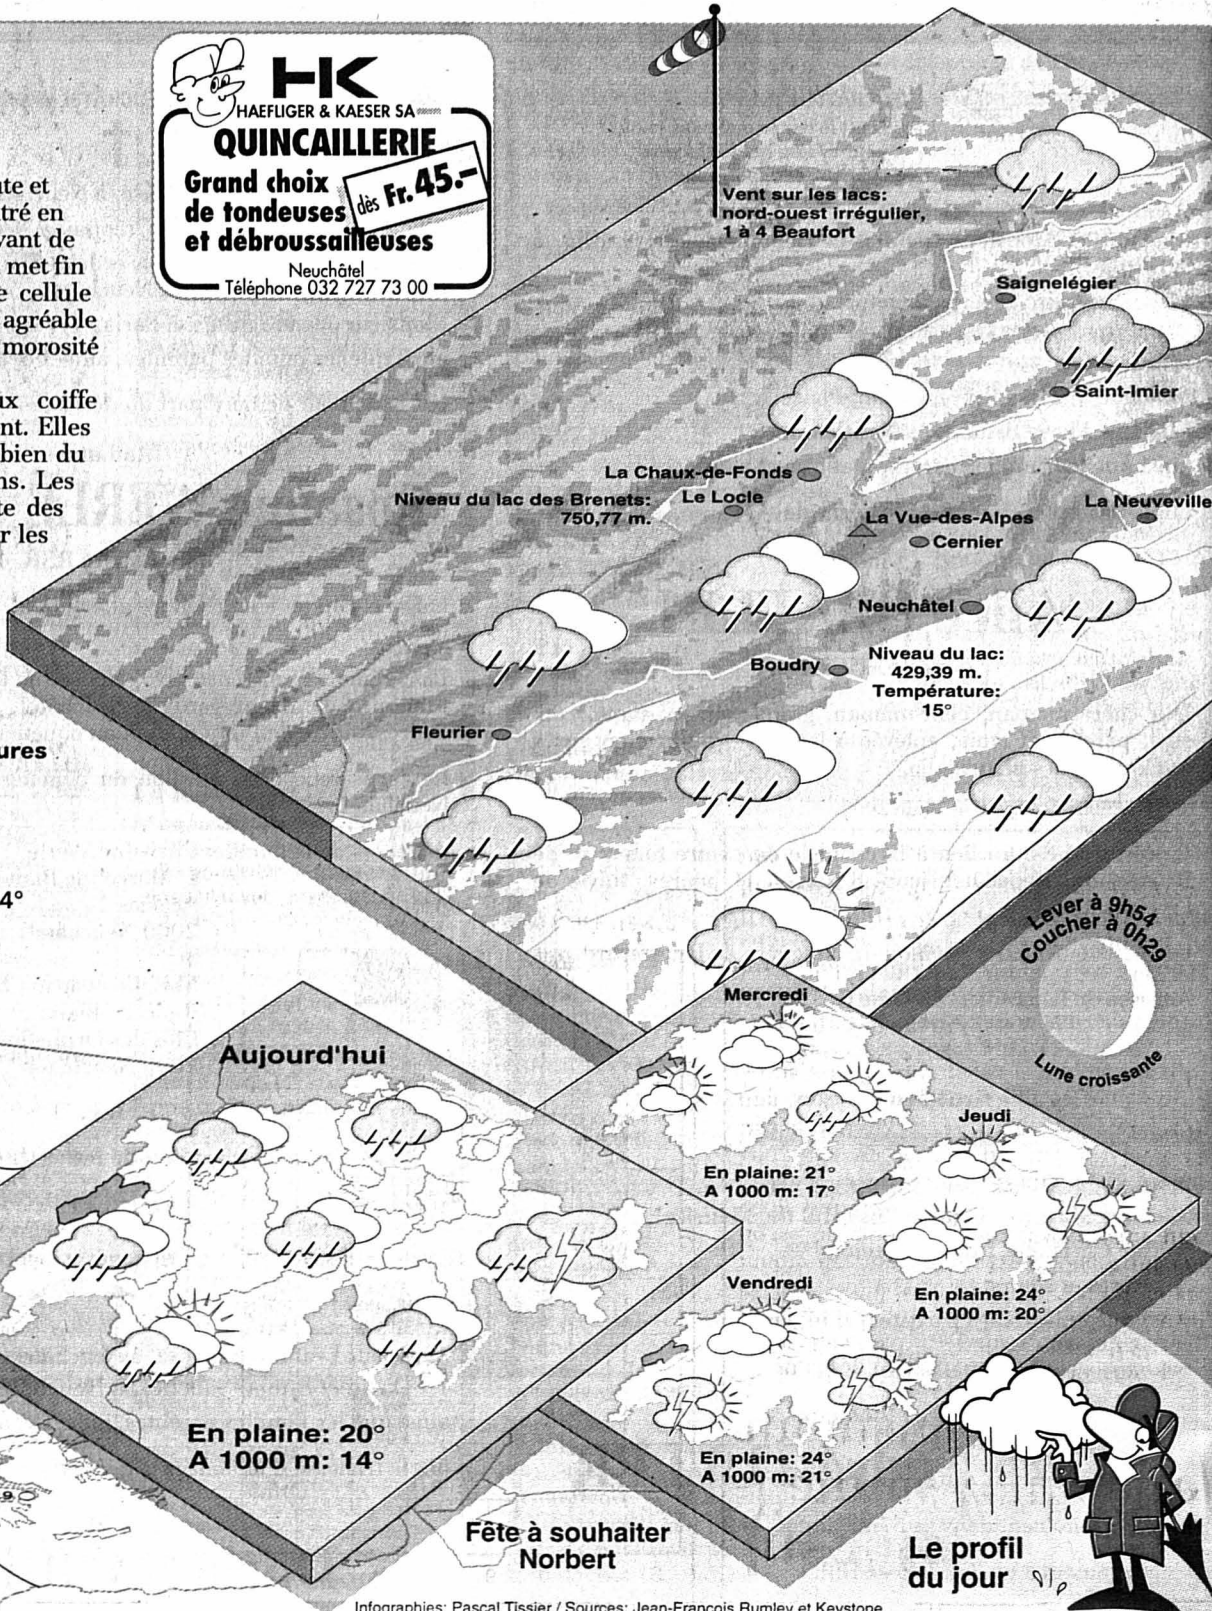 HK
HAEFLIGER & KAESER SA
QUINCAILLERIE
Grand choix
de tondeuses
et débroussailleuses
dès Fr. 45.–
Neuchâtel
Téléphone 032 727 73 00
te et
tré en
vant de
met fin
e cellule
agréable
morosité
ux coiffe
nt. Elles
bien du
ns. Les
te des
r les
ures
4°
Vent sur les lacs:
nord-ouest irrégulier,
1 à 4 Beaufort
Saignelégier
Saint-Imier
La Chaux-de-Fonds
Niveau du lac des Brenets:
750,77 m.
Le Locle
La Neuveville
La Vue-des-Alpes
Cernier
Neuchâtel
Boudry
Niveau du lac:
429,39 m.
Température:
15°
Fleurier
Lever à 9h54
Coucher à 0h29
Lune croissante
Aujourd'hui
En plaine: 20°
A 1000 m: 14°
Mercredi
En plaine: 21°
A 1000 m: 17°
Jeudi
En plaine: 24°
A 1000 m: 20°
Vendredi
En plaine: 24°
A 1000 m: 21°
Fête à souhaiter
Norbert
Le profil
du jour
Infographies: Pascal Tissier / Sources: Jean-François Rumley et Keystone